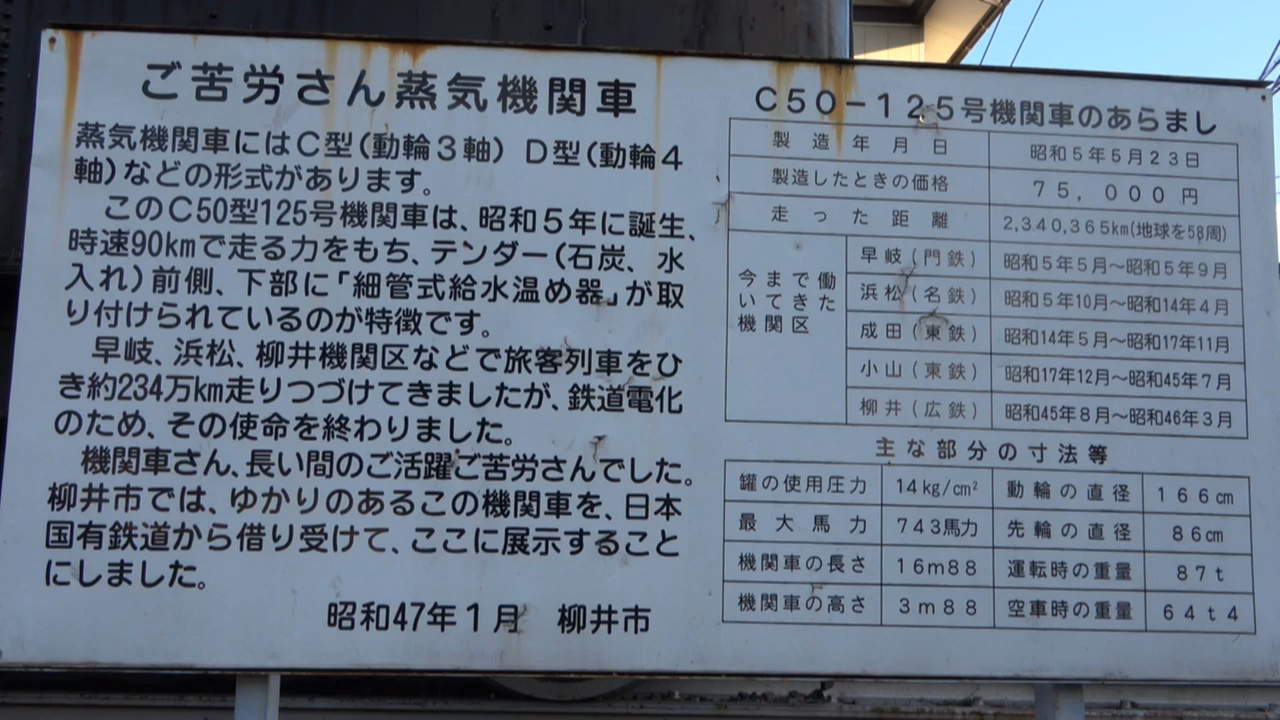 ご苦労さん蒸気機関車
蒸気機関車にはC型(動輪3軸) D型(動輪4
軸)などの形式があります。
このC50型125号機関車は、昭和5年に誕生、
時速90kmで走る力をもち、テンダー(石炭、水
入れ)前側、下部に「細管式給水温め器」が取
り付けられているのが特徴です。
早岐、浜松、柳井機関区などで旅客列車をひ
き約234万km走りつづけてきましたが、鉄道電化
のため、その使命を終わりました。
機関車さん、長い間のご活躍ご苦労さんでした。
柳井市では、ゆかりのあるこの機関車を、日本
国有鉄道から借り受けて、ここに展示すること
にしました。
昭和47年1月 柳井市
C50-125号機関車のあらまし
製造年月日 昭和5年5月23日
製造したときの価格 75,000円
走った距離 2,340,365km(地球を58周)
今まで働
いてきた
機関区
早岐(門鉄) 昭和5年5月~昭和5年9月
浜松(名鉄) 昭和5年10月~昭和14年4月
成田(東鉄) 昭和14年5月~昭和17年11月
小山(東鉄) 昭和17年12月~昭和45年7月
柳井(広鉄) 昭和45年8月~昭和46年3月
主な部分の寸法等
罐の使用圧力 14kg/cm² 動輪の直径 166cm
最大馬力 743馬力 先輪の直径 86cm
機関車の長さ 16m88 運転時の重量 87t
機関車の高さ 3m88 空車時の重量 64t4